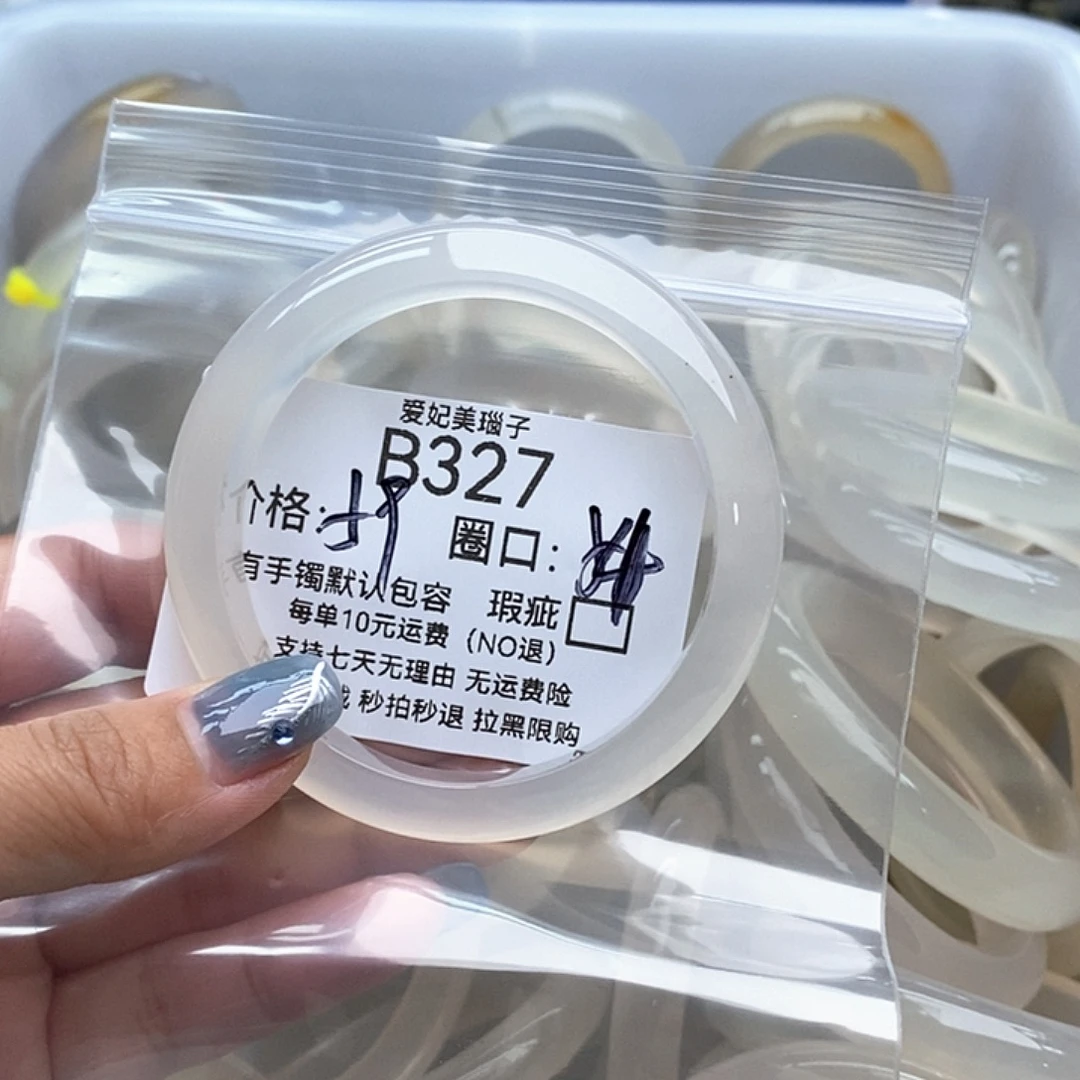 爱妃美瑙子
B327
价格: 圈口:
有手镯默认包容 瑕疵
每单10元运费(NO退)
支持七天无理由 无运费险
秒拍秒退 拉黑限购